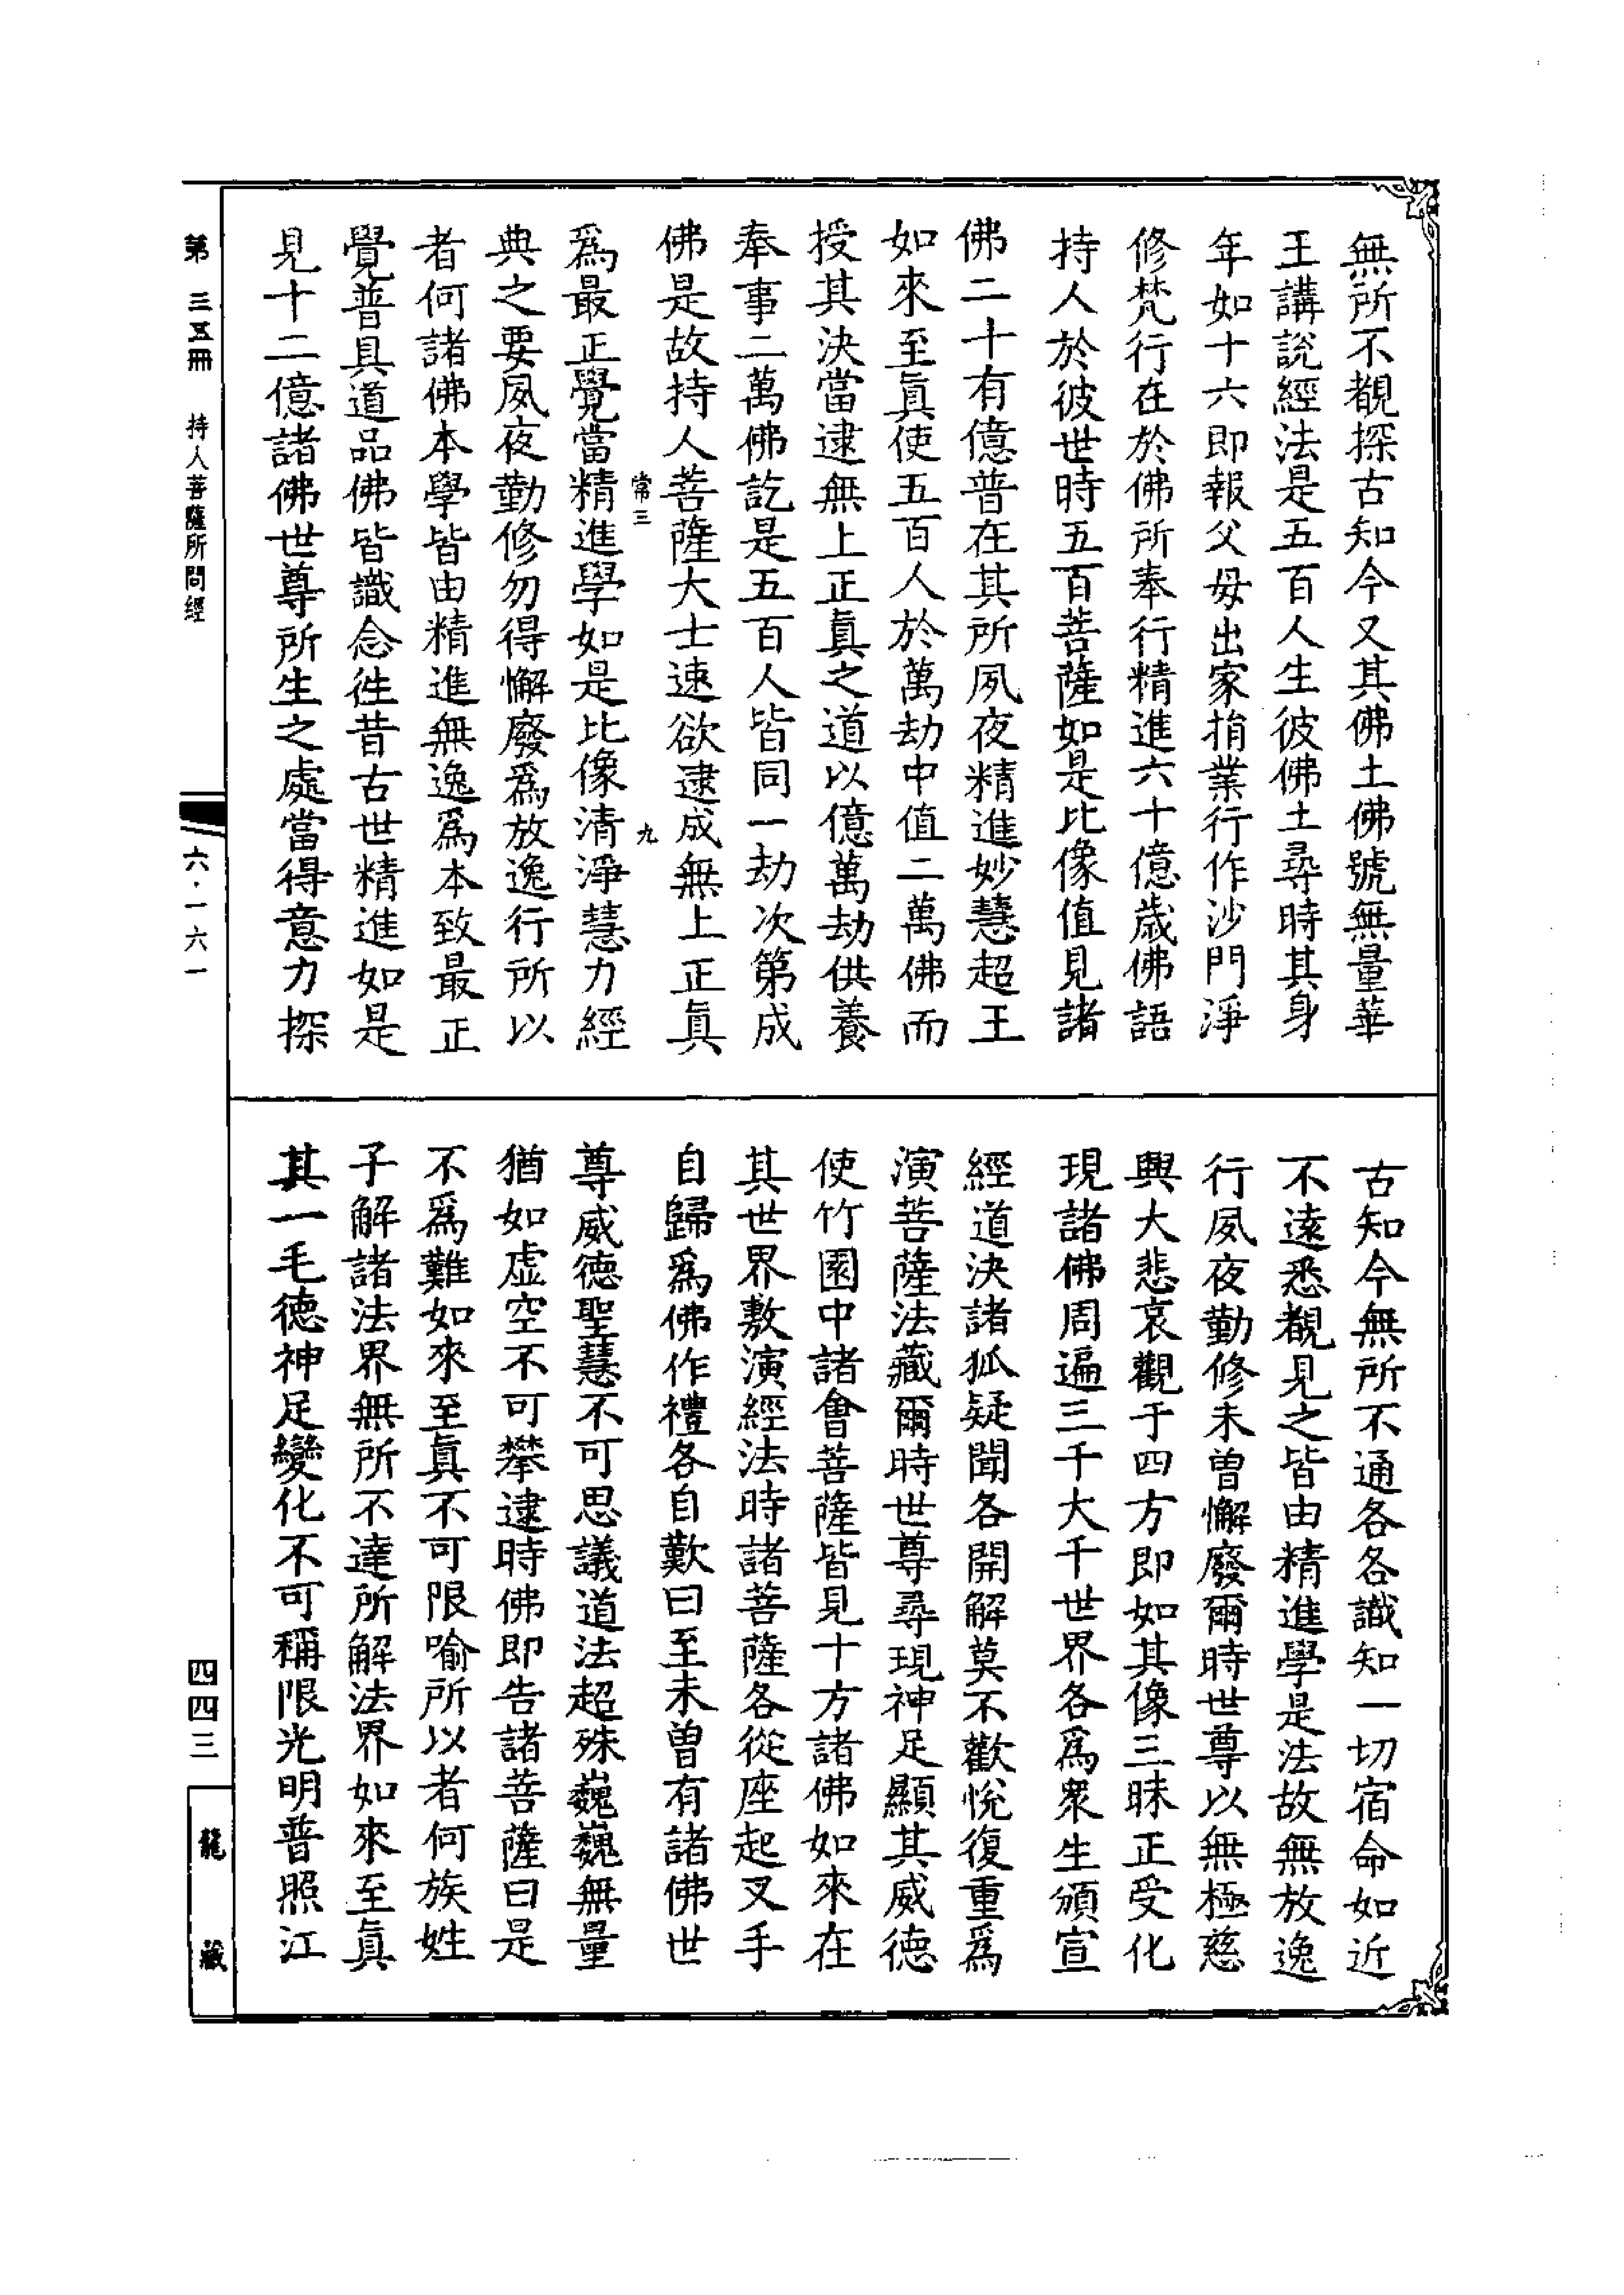 無所不覩探古知今又其佛土佛號無量華
王講說經法是五百人生彼佛土尋時其身
年如十六即報父母出家捐業行作沙門淨
修梵行在於佛所奉行精進六十億歲佛語
持人於彼世時五百菩薩如是比像值見諸
佛二十有億普在其所夙夜精進妙慧超王
如來至真使五百人於萬劫中值二萬佛而
授其決當逮無上正真之道以億萬劫供養
奉事二萬佛訖是五百人皆同一劫次第成
佛是故持人菩薩大士速欲逮成無上正真
常三 九
為最正覺當精進學如是比像清淨慧力經
典之要夙夜勤修勿得懈廢為放逸行所以
者何諸佛本學皆由精進無逸為本致最正
覺普具道品佛皆識念往昔古世精進如是
見十二億諸佛世尊所生之處當得意力探
古知今無所不通各各識知一切宿命如近
不遠悉覩見之皆由精進學是法故無放逸
行夙夜勤修未曾懈廢爾時世尊以無極慈
興大悲哀觀于四方即如其像三昧正受化
現諸佛周遍三千大千世界各為眾生頒宣
經道決諸狐疑聞各開解莫不歡悅復重為
演菩薩法藏爾時世尊尋現神足顯其威德
使竹園中諸會菩薩皆見十方諸佛如來在
其世界敷演經法時諸菩薩各從座起叉手
自歸為佛作禮各自歎曰至未曾有諸佛世
尊威德聖慧不可思議道法超殊巍巍無量
猶如虛空不可攀逮時佛即告諸菩薩曰是
不為難如來至真不可限喻所以者何族姓
子解諸法界無所不達所解法界如來至真
其一毛德神足變化不可稱限光明普照江
第三五冊 持人菩薩所問經
六·一六一
四四三
龍藏